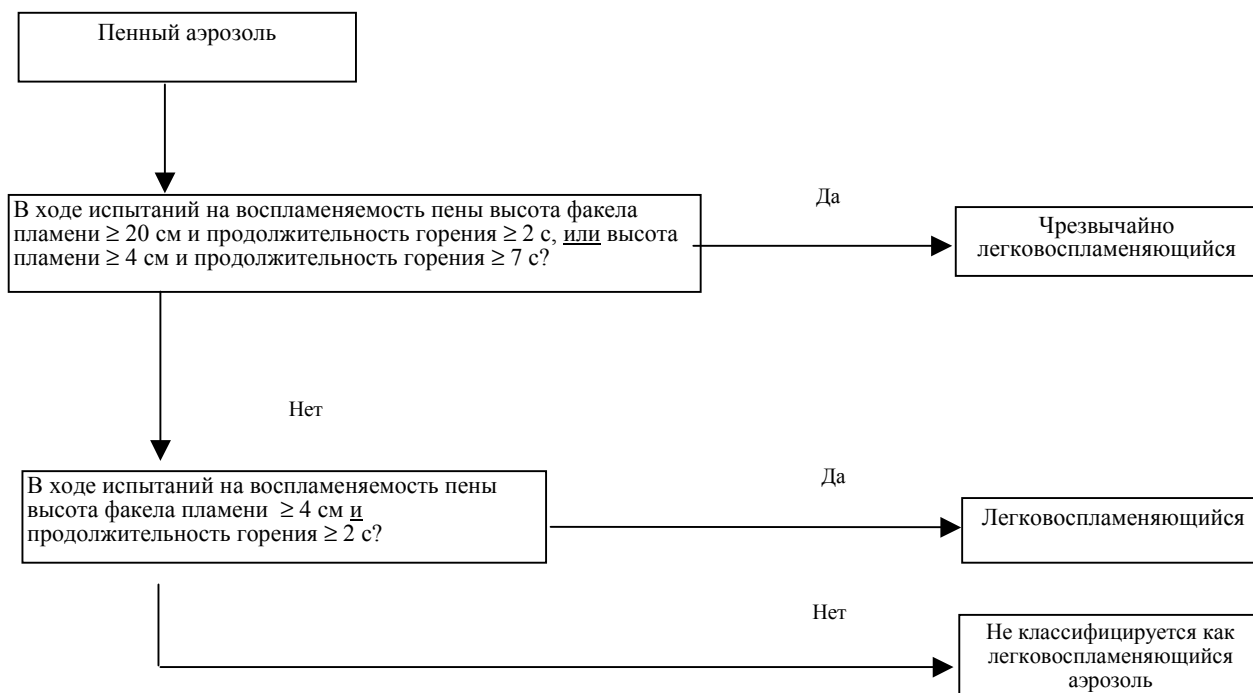 Пенный аэрозоль
В ходе испытаний на воспламеняемость пены высота факела
пламени ≥ 20 см и продолжительность горения ≥ 2 с, или высота
пламени ≥ 4 см и продолжительность горения ≥ 7 с?
Да
Чрезвычайно
легковоспламеняющийся
Нет
В ходе испытаний на воспламеняемость пены
высота факела пламени ≥ 4 см и
продолжительность горения ≥ 2 с?
Да
Легковоспламеняющийся
Нет
Не классифицируется как
легковоспламеняющийся
аэрозоль